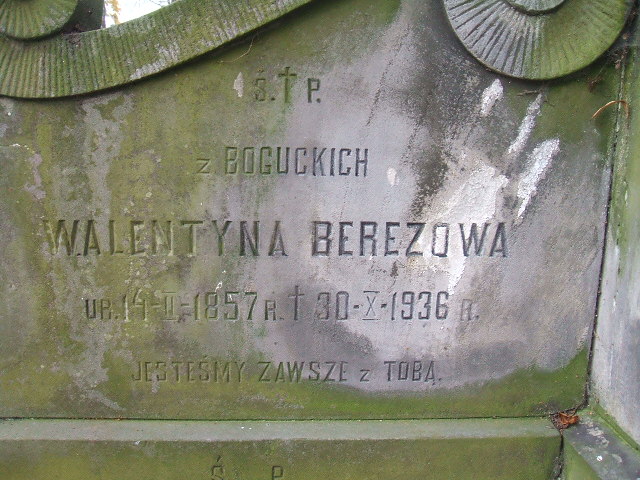 Ś. † P.
z BOGUCKICH
WALENTYNA BEREZOWA
UR. 14-II-1857 R. † 30-X-1936 R.
JESTEŚMY ZAWSZE z TOBĄ.
Ś P